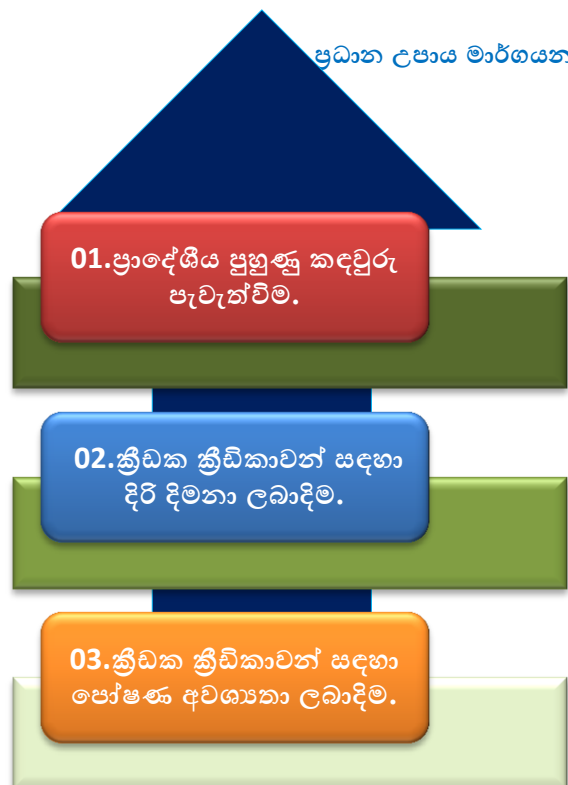 ප්‍රධාන උපාය මාර්ගයන
01.ප්‍රාදේශීය පුහුණු කඳවුරු
පැවැත්වීම.
02.ක්‍රීඩක ක්‍රීඩිකාවන් සඳහා
දිරි දිමනා ලබාදිම.
03.ක්‍රීඩක ක්‍රීඩිකාවන් සඳහා
පෝෂණ අවශ්‍යතා ලබාදිම.